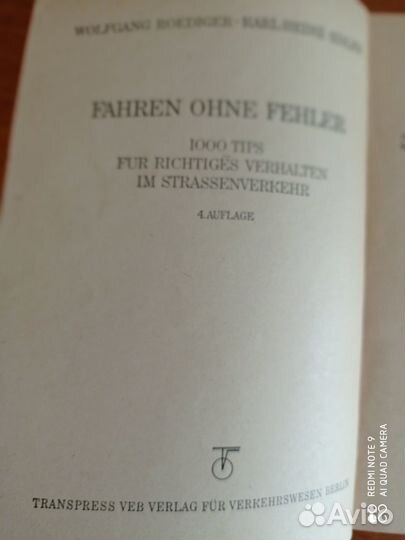 WOLFGANG ROEDIGER · KARL-HEINZ
FAHREN OHNE FEHLER
1000 TIPS
FÜR RICHTIGES VERHALTEN
IM STRASSENVERKEHR
4. AUFLAGE
TRANSPRESS VEB VERLAG FÜR VERKEHRSWESEN BERLIN
REDMI NOTE 9
AI QUAD CAMERA
Avito